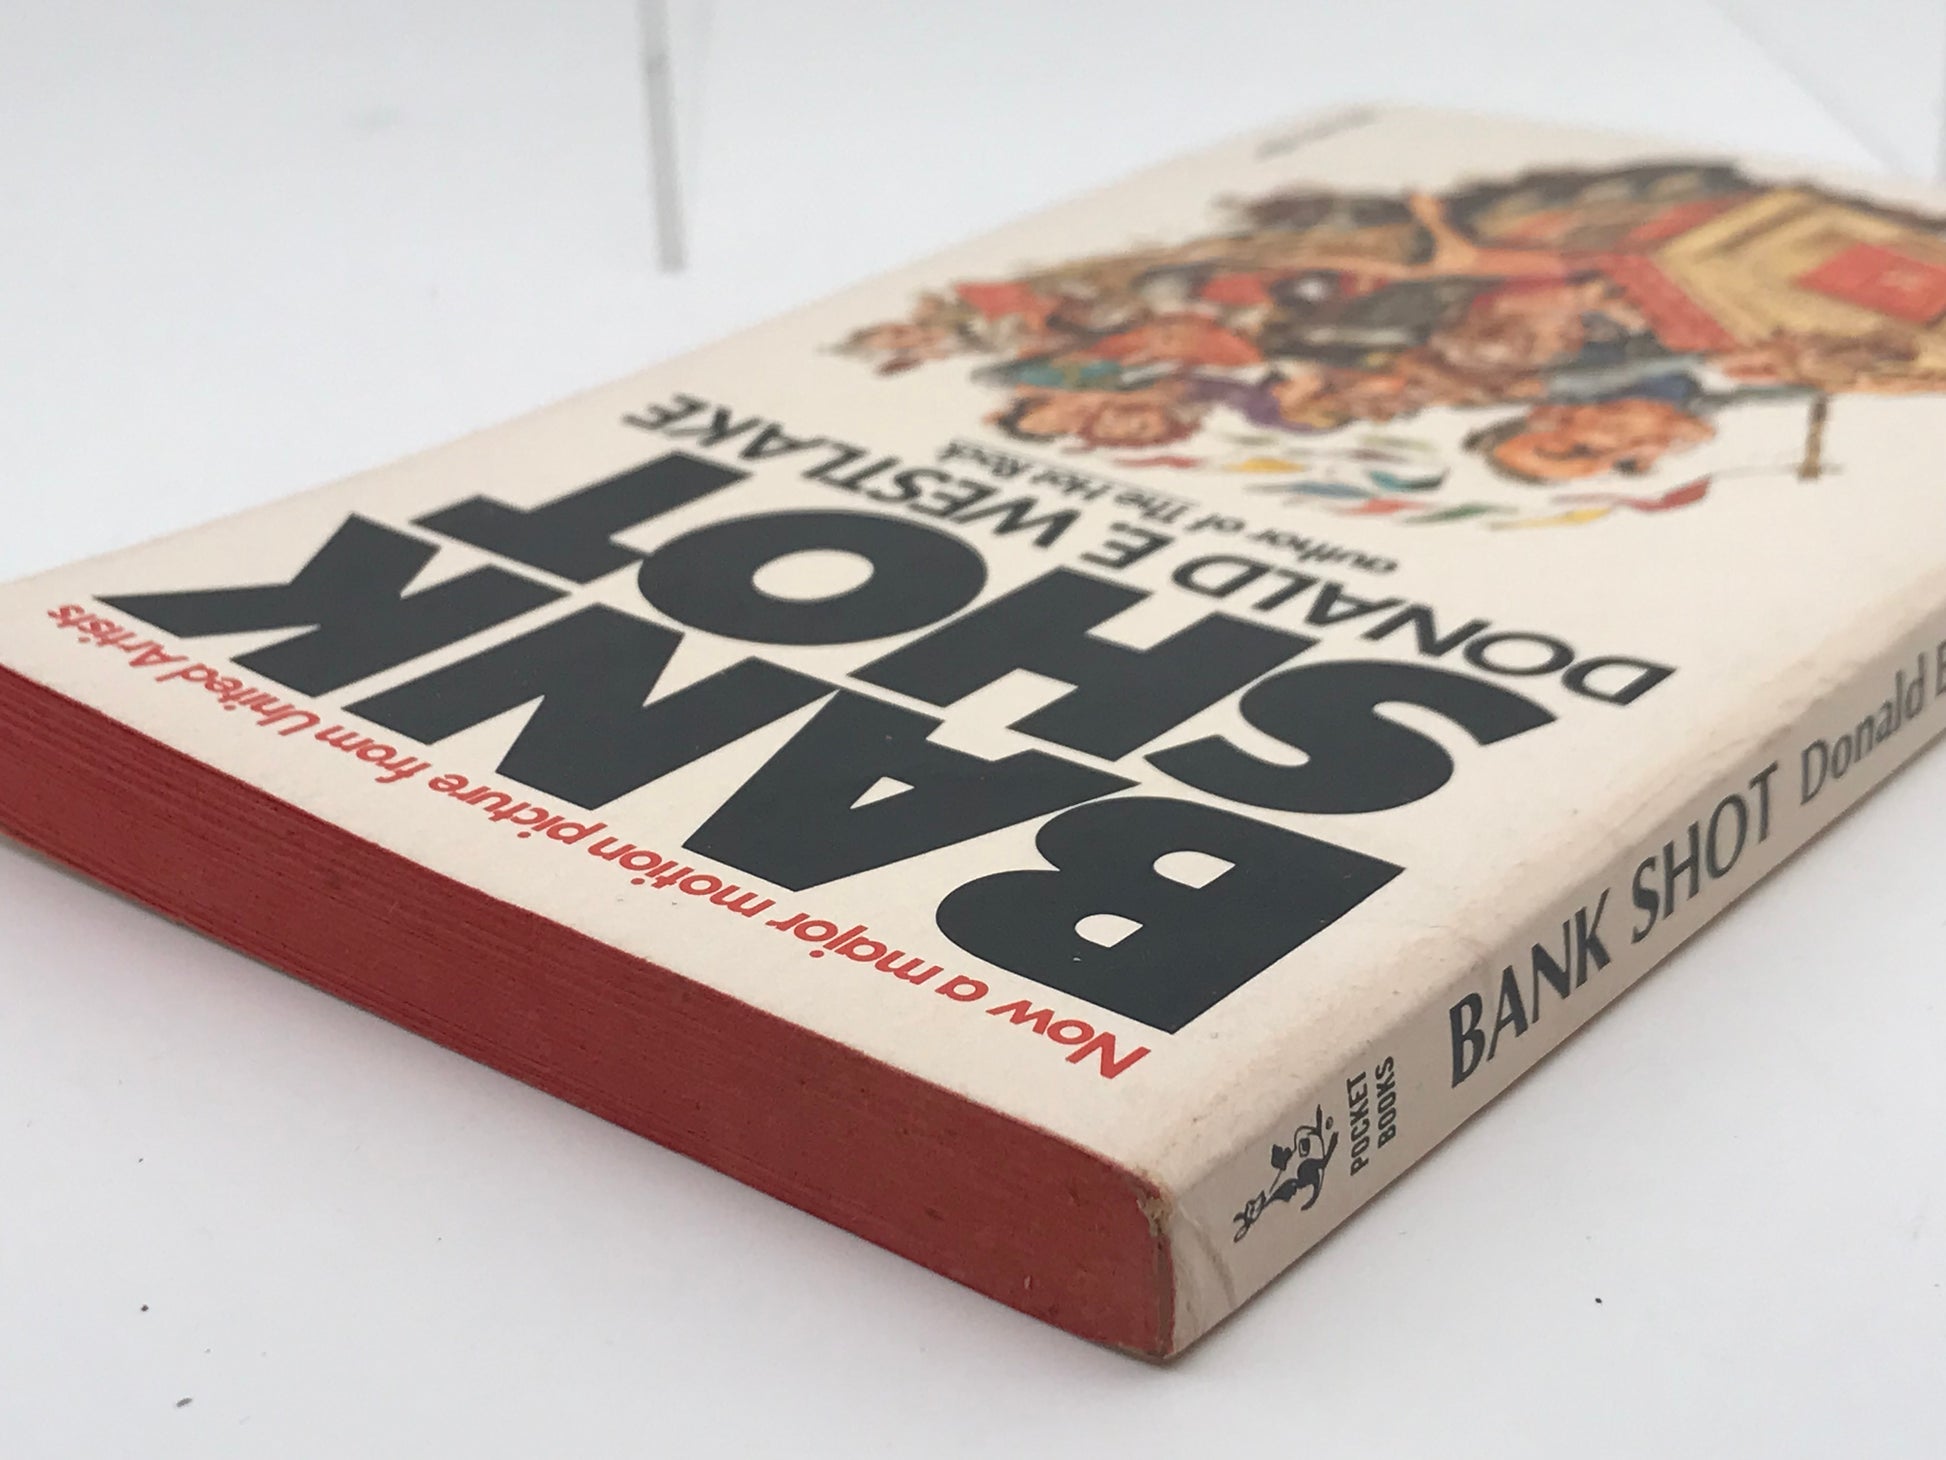 Now a major motion picture from United Artists
BANK
SHOT
DONALD E. WESTLAKE
author of The Hot Rock
POCKET
BOOKS
BANK SHOT Donald